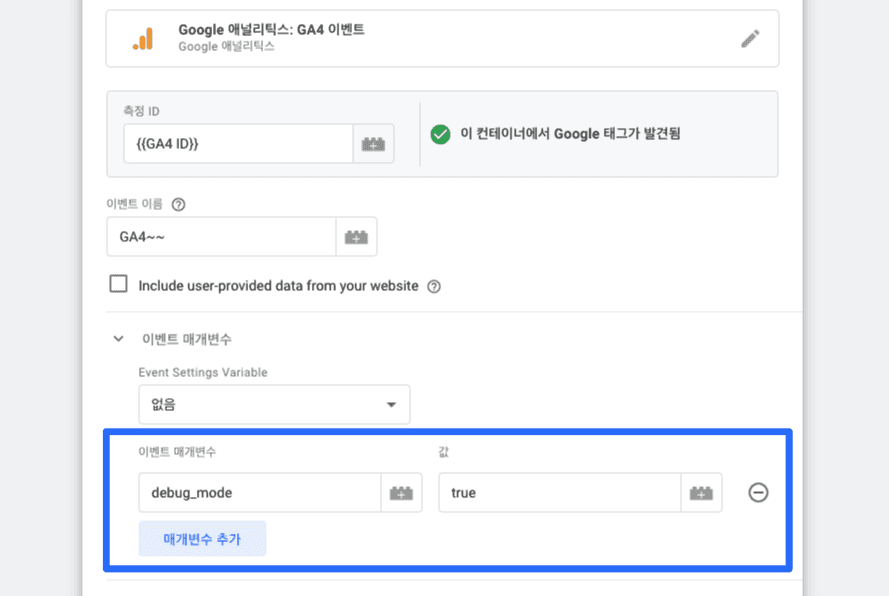 Google 애널리틱스: GA4 이벤트
Google 애널리틱스
측정 ID
{{GA4 ID}}
이 컨테이너에서 Google 태그가 발견됨
이벤트 이름
GA4~~
Include user-provided data from your website
이벤트 매개변수
Event Settings Variable
없음
이벤트 매개변수 값
debug_mode true
매개변수 추가